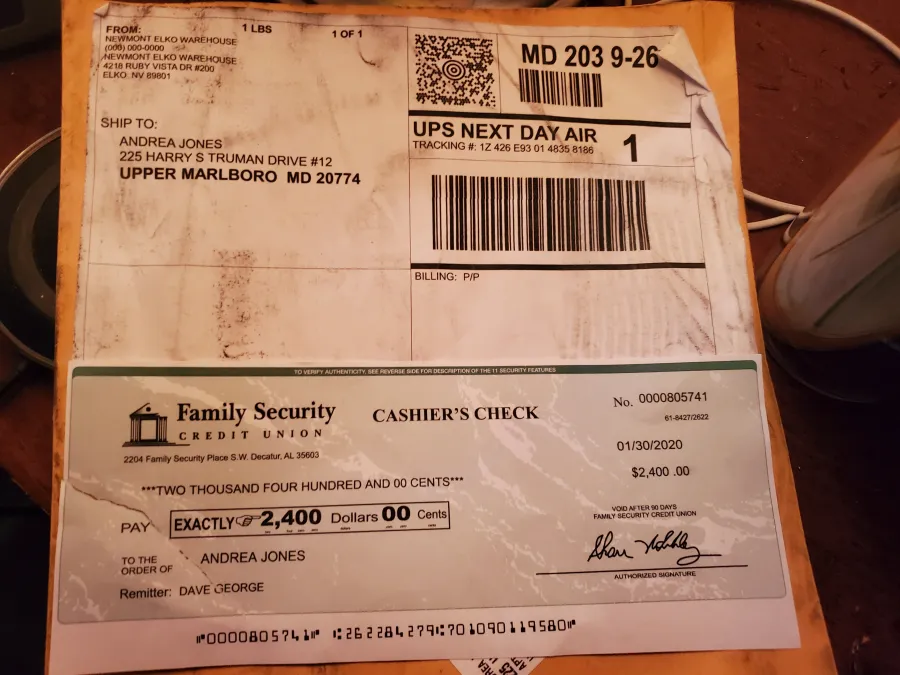 FROM:
NEWMONT ELKO WAREHOUSE
(000) 000-0000
NEWMONT ELKO WAREHOUSE
4218 RUBY VISTA DR #200
ELKO NV 89801
1 LBS
1 OF 1
SHIP TO:
ANDREA JONES
225 HARRY S TRUMAN DRIVE #12
UPPER MARLBORO MD 20774
MD 203 9-26
UPS NEXT DAY AIR
1
TRACKING #: 1Z 426 E93 01 4835 8186
BILLING: P/P
TO VERIFY AUTHENTICITY, SEE REVERSE SIDE FOR DESCRIPTION OF THE 11 SECURITY FEATURES
Family Security
CREDIT UNION
2204 Family Security Place S.W. Decatur, AL 35603
CASHIER'S CHECK
No. 0000805741
61-8427/2622
01/30/2020
$2,400 .00
***TWO THOUSAND FOUR HUNDRED AND 00 CENTS***
PAY EXACTLY 2,400 Dollars 00 Cents
VOID AFTER 90 DAYS
FAMILY SECURITY CREDIT UNION
TO THE
ORDER OF
ANDREA JONES
AUTHORIZED SIGNATURE
Remitter: DAVE GEORGE
⑈0000805741⑈ ⑆262284279⑆701090119580⑈